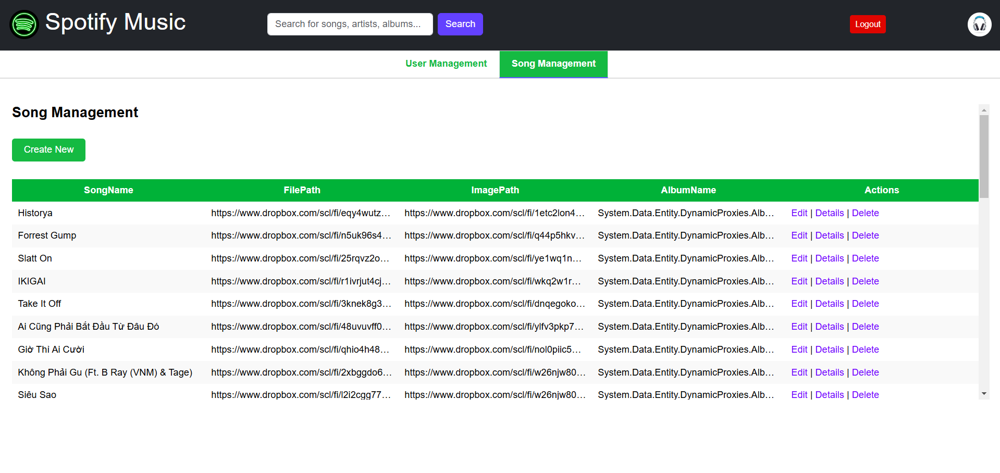 Spotify Music
Search for songs, artists, albums... Search
Logout
User Management Song Management
Song Management
Create New
SongName FilePath ImagePath AlbumName Actions
Historya https://www.dropbox.com/scl/fi/eqy4wutz… https://www.dropbox.com/scl/fi/1etc2lon4… System.Data.Entity.DynamicProxies.Alb… Edit | Details | Delete
Forrest Gump https://www.dropbox.com/scl/fi/n5uk96s4… https://www.dropbox.com/scl/fi/q44p5hkv… System.Data.Entity.DynamicProxies.Alb… Edit | Details | Delete
Slatt On https://www.dropbox.com/scl/fi/25rqvz2o… https://www.dropbox.com/scl/fi/ye1wq1n… System.Data.Entity.DynamicProxies.Alb… Edit | Details | Delete
IKIGAI https://www.dropbox.com/scl/fi/r1ivrjut4cj… https://www.dropbox.com/scl/fi/wkq2w1r… System.Data.Entity.DynamicProxies.Alb… Edit | Details | Delete
Take It Off https://www.dropbox.com/scl/fi/3knek8g3… https://www.dropbox.com/scl/fi/dnqegoko… System.Data.Entity.DynamicProxies.Alb… Edit | Details | Delete
Ai Cũng Phải Bắt Đầu Từ Đâu Đó https://www.dropbox.com/scl/fi/48uvuvff0… https://www.dropbox.com/scl/fi/ylfv3pkp7… System.Data.Entity.DynamicProxies.Alb… Edit | Details | Delete
Giờ Thì Ai Cười https://www.dropbox.com/scl/fi/qhio4h48… https://www.dropbox.com/scl/fi/nol0piic5… System.Data.Entity.DynamicProxies.Alb… Edit | Details | Delete
Không Phải Gu (Ft. B Ray (VNM) & Tage) https://www.dropbox.com/scl/fi/2xbggdo6… https://www.dropbox.com/scl/fi/w26njw80… System.Data.Entity.DynamicProxies.Alb… Edit | Details | Delete
Siêu Sao https://www.dropbox.com/scl/fi/l2i2cgg77… https://www.dropbox.com/scl/fi/w26njw80… System.Data.Entity.DynamicProxies.Alb… Edit | Details | Delete